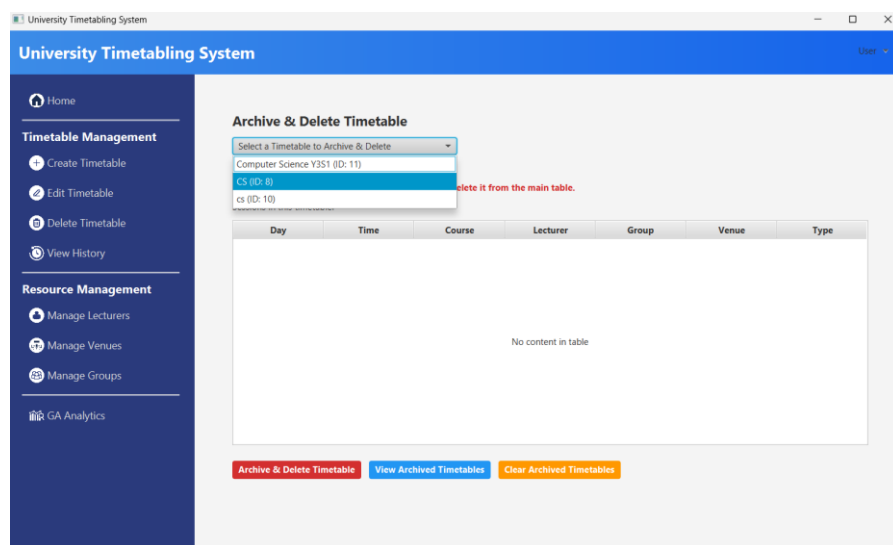 University Timetabling System
University Timetabling System
User
Home
Timetable Management
Create Timetable
Edit Timetable
Delete Timetable
View History
Resource Management
Manage Lecturers
Manage Venues
Manage Groups
GA Analytics
Archive & Delete Timetable
Select a Timetable to Archive & Delete
Computer Science Y3S1 (ID: 11)
CS (ID: 8)
cs (ID: 10)
delete it from the main table.
Day Time Course Lecturer Group Venue Type
No content in table
Archive & Delete Timetable View Archived Timetables Clear Archived Timetables